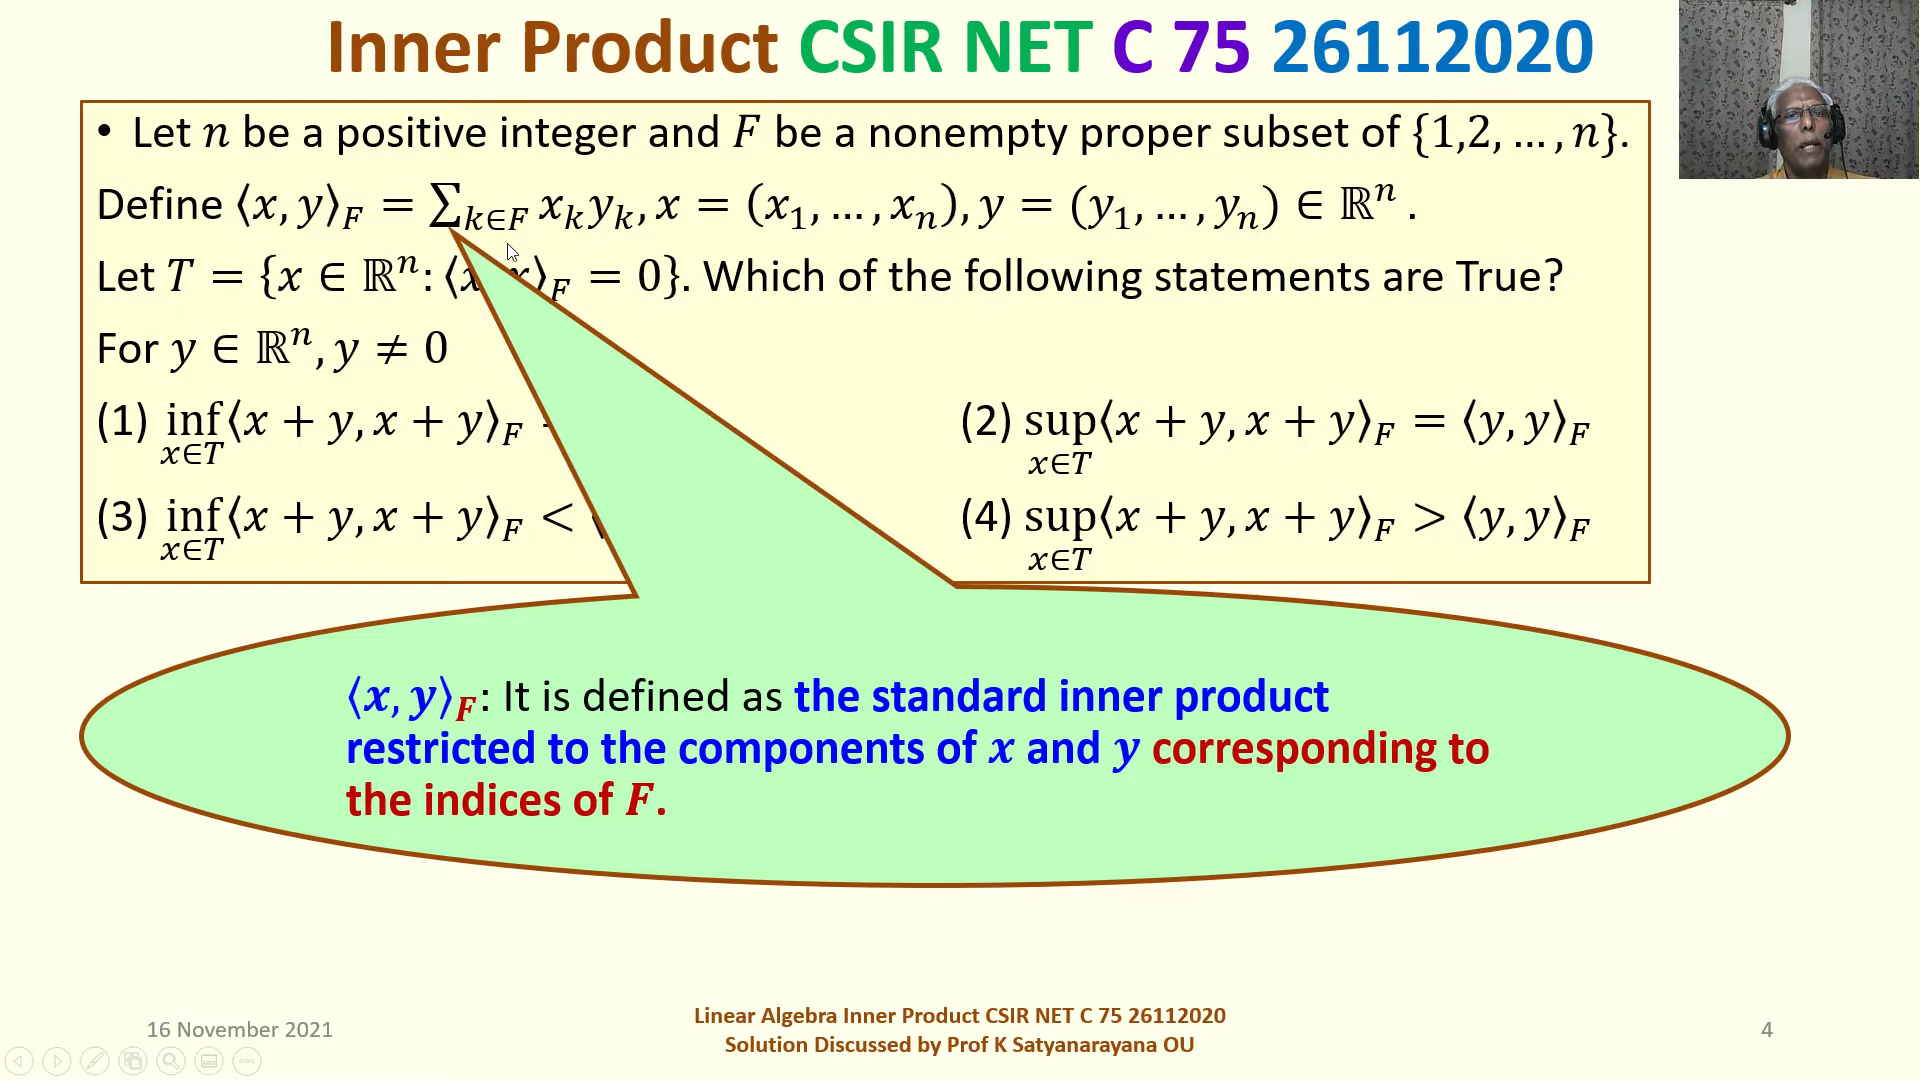 Inner Product CSIR NET C 75 26112020
• Let n be a positive integer and F be a nonempty proper subset of {1,2, … , n}.
Define ⟨x, y⟩_F = ∑_{k∈F} x_k y_k, x = (x_1, … , x_n), y = (y_1, … , y_n) ∈ ℝ^n .
Let T = {x ∈ ℝ^n: ⟨x x⟩_F = 0}. Which of the following statements are True?
For y ∈ ℝ^n, y ≠ 0
(1) inf_{x∈T}⟨x + y, x + y⟩_F (2) sup_{x∈T}⟨x + y, x + y⟩_F = ⟨y, y⟩_F
(3) inf_{x∈T}⟨x + y, x + y⟩_F < (4) sup_{x∈T}⟨x + y, x + y⟩_F > ⟨y, y⟩_F
⟨x, y⟩_F: It is defined as the standard inner product
restricted to the components of x and y corresponding to
the indices of F.
16 November 2021
Linear Algebra Inner Product CSIR NET C 75 26112020
Solution Discussed by Prof K Satyanarayana OU
4